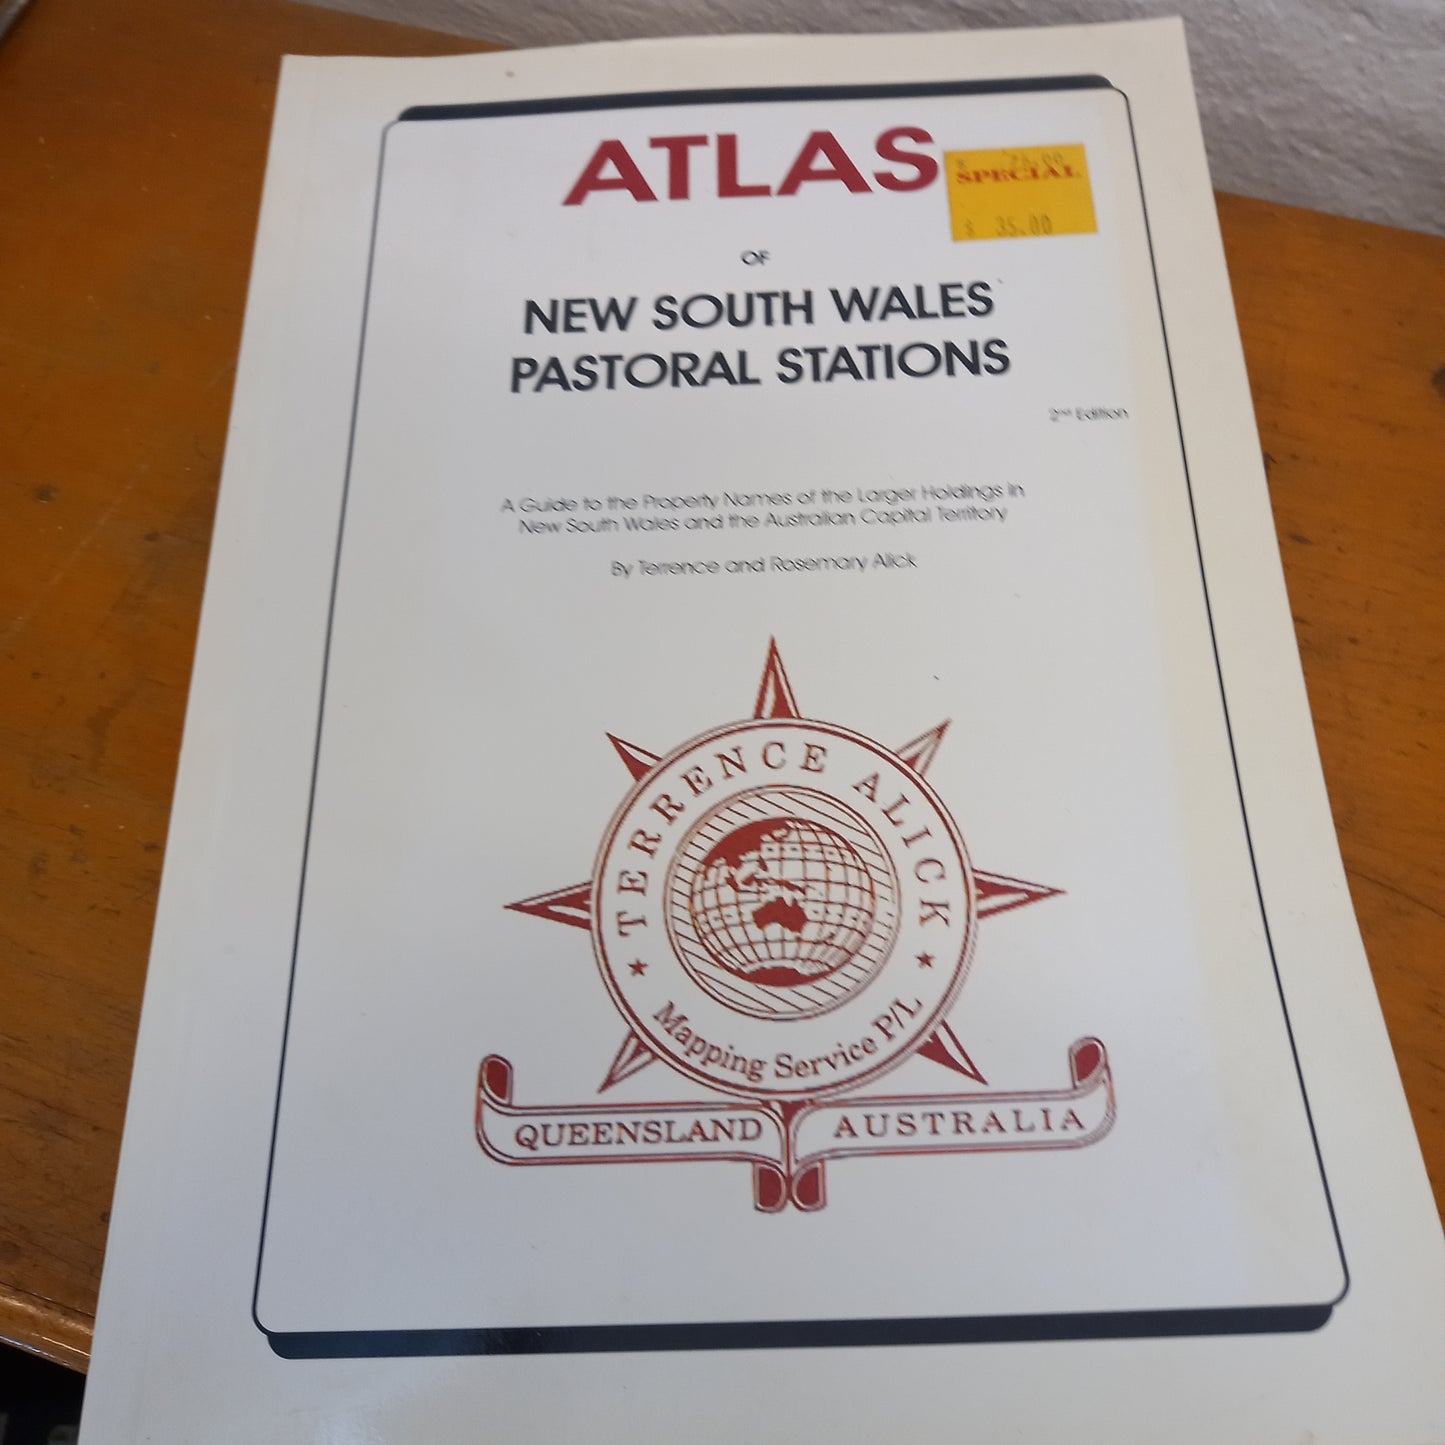 ATLAS
SPECIAL
$ 35.00
OF
NEW SOUTH WALES
PASTORAL STATIONS
2nd Edition
A Guide to the Property Names of the Larger Holdings in
New South Wales and the Australian Capital Territory
By Terrence and Rosemary Alick
★ TERRENCE ALICK ★
Mapping Service P/L
QUEENSLAND AUSTRALIA